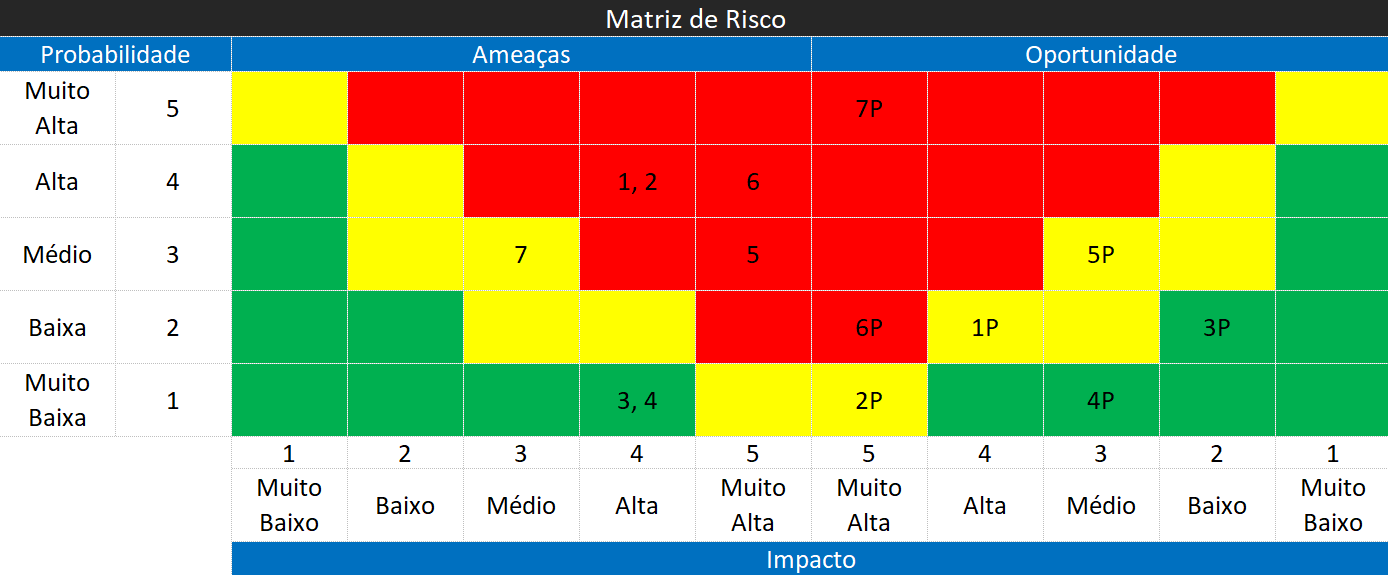 Matriz de Risco
Probabilidade Ameaças Oportunidade
Muito
Alta 5 7P
Alta 4 1, 2 6
Médio 3 7 5 5P
Baixa 2 6P 1P 3P
Muito
Baixa 1 3, 4 2P 4P
1 2 3 4 5 5 4 3 2 1
Muito
Baixo Baixo Médio Alta Muito
Alta Muito
Alta Alta Médio Baixo Muito
Baixo
Impacto